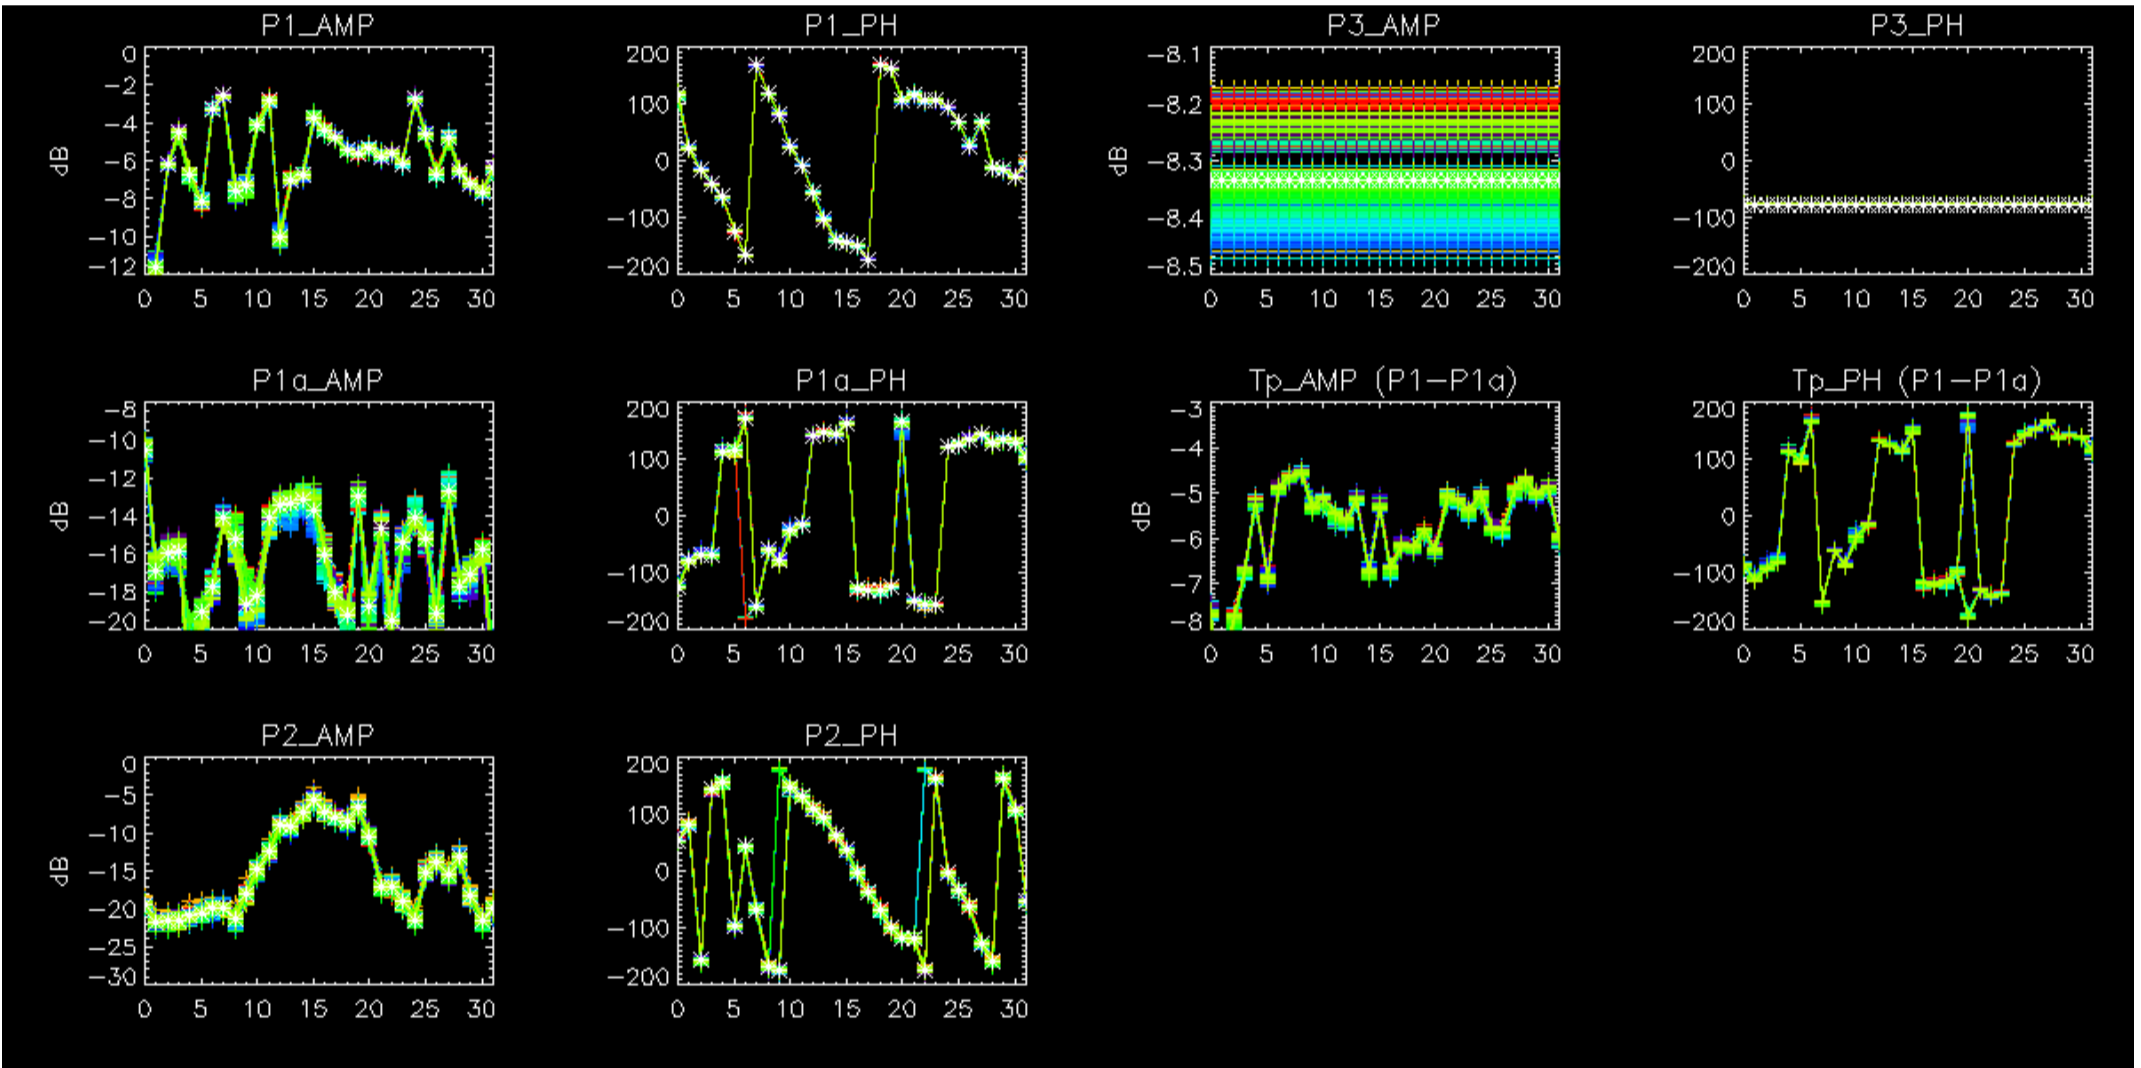 P1_AMP
dB
0
-2
-4
-6
-8
-10
-12
0 5 10 15 20 25 30
P1_PH
200
100
0
-100
-200
0 5 10 15 20 25 30
P3_AMP
dB
-8.1
-8.2
-8.3
-8.4
-8.5
0 5 10 15 20 25 30
P3_PH
200
100
0
-100
-200
0 5 10 15 20 25 30
P1a_AMP
dB
-8
-10
-12
-14
-16
-18
-20
0 5 10 15 20 25 30
P1a_PH
200
100
0
-100
-200
0 5 10 15 20 25 30
Tp_AMP (P1-P1a)
dB
-3
-4
-5
-6
-7
-8
0 5 10 15 20 25 30
Tp_PH (P1-P1a)
200
100
0
-100
-200
0 5 10 15 20 25 30
P2_AMP
dB
0
-5
-10
-15
-20
-25
-30
0 5 10 15 20 25 30
P2_PH
200
100
0
-100
-200
0 5 10 15 20 25 30